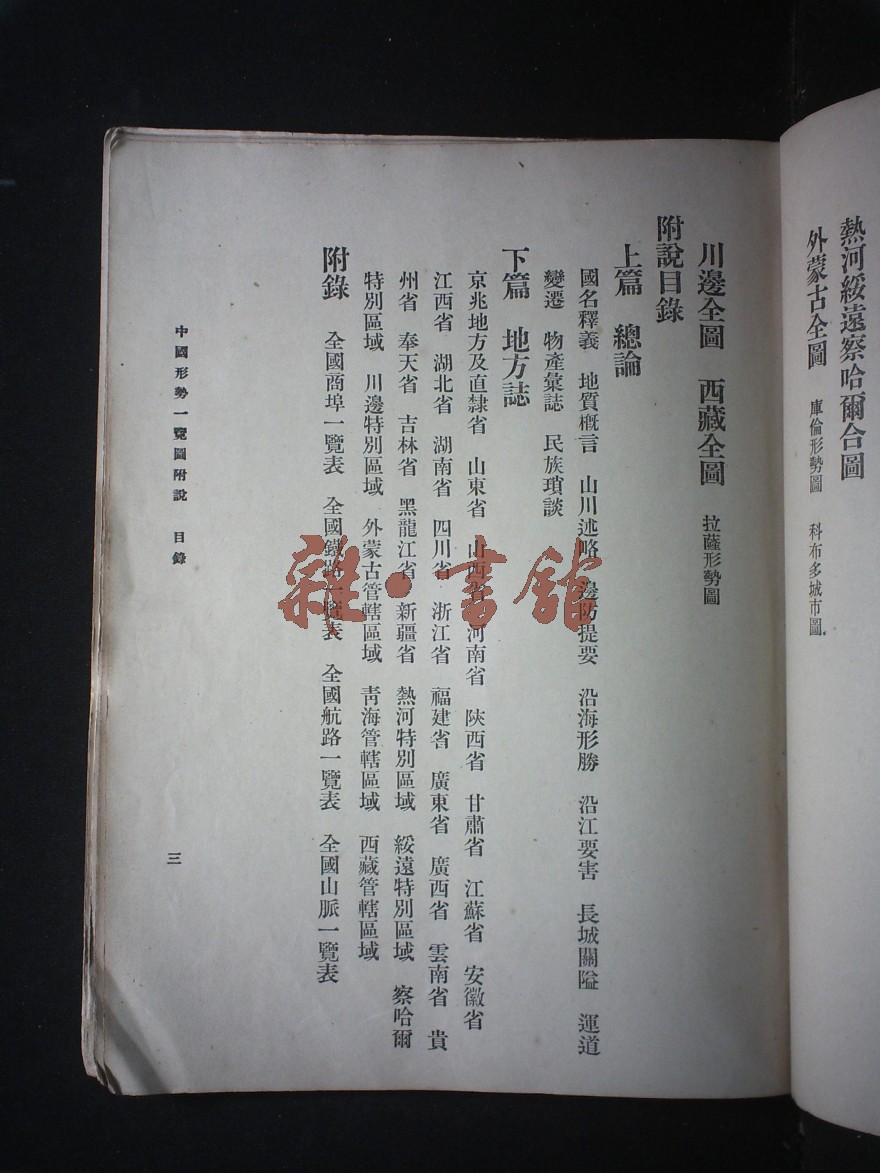 熱河綏遠察哈爾合圖
外蒙古全圖　庫倫形勢圖　科布多城市圖
川邊全圖　西藏全圖　拉薩形勢圖
附說目錄
上篇　總論
國名釋義　地質概言　山川述略　邊防提要　沿海形勝　沿江要害　長城關隘　運道
變遷　物產彙誌　民族瑣談
下篇　地方誌
京兆地方及直隸省　山東省　山西省　河南省　陝西省　甘肅省　江蘇省　安徽省
江西省　湖北省　湖南省　四川省　浙江省　福建省　廣東省　廣西省　雲南省　貴
州省　奉天省　吉林省　黑龍江省　新疆省　熱河特別區域　綏遠特別區域　察哈爾
特別區域　川邊特別區域　外蒙古管轄區域　青海管轄區域　西藏管轄區域
附錄　全國商埠一覽表　全國鐵路一覽表　全國航路一覽表　全國山脈一覽表
中國形勢一覽圖附說　目錄
三
雜·書館